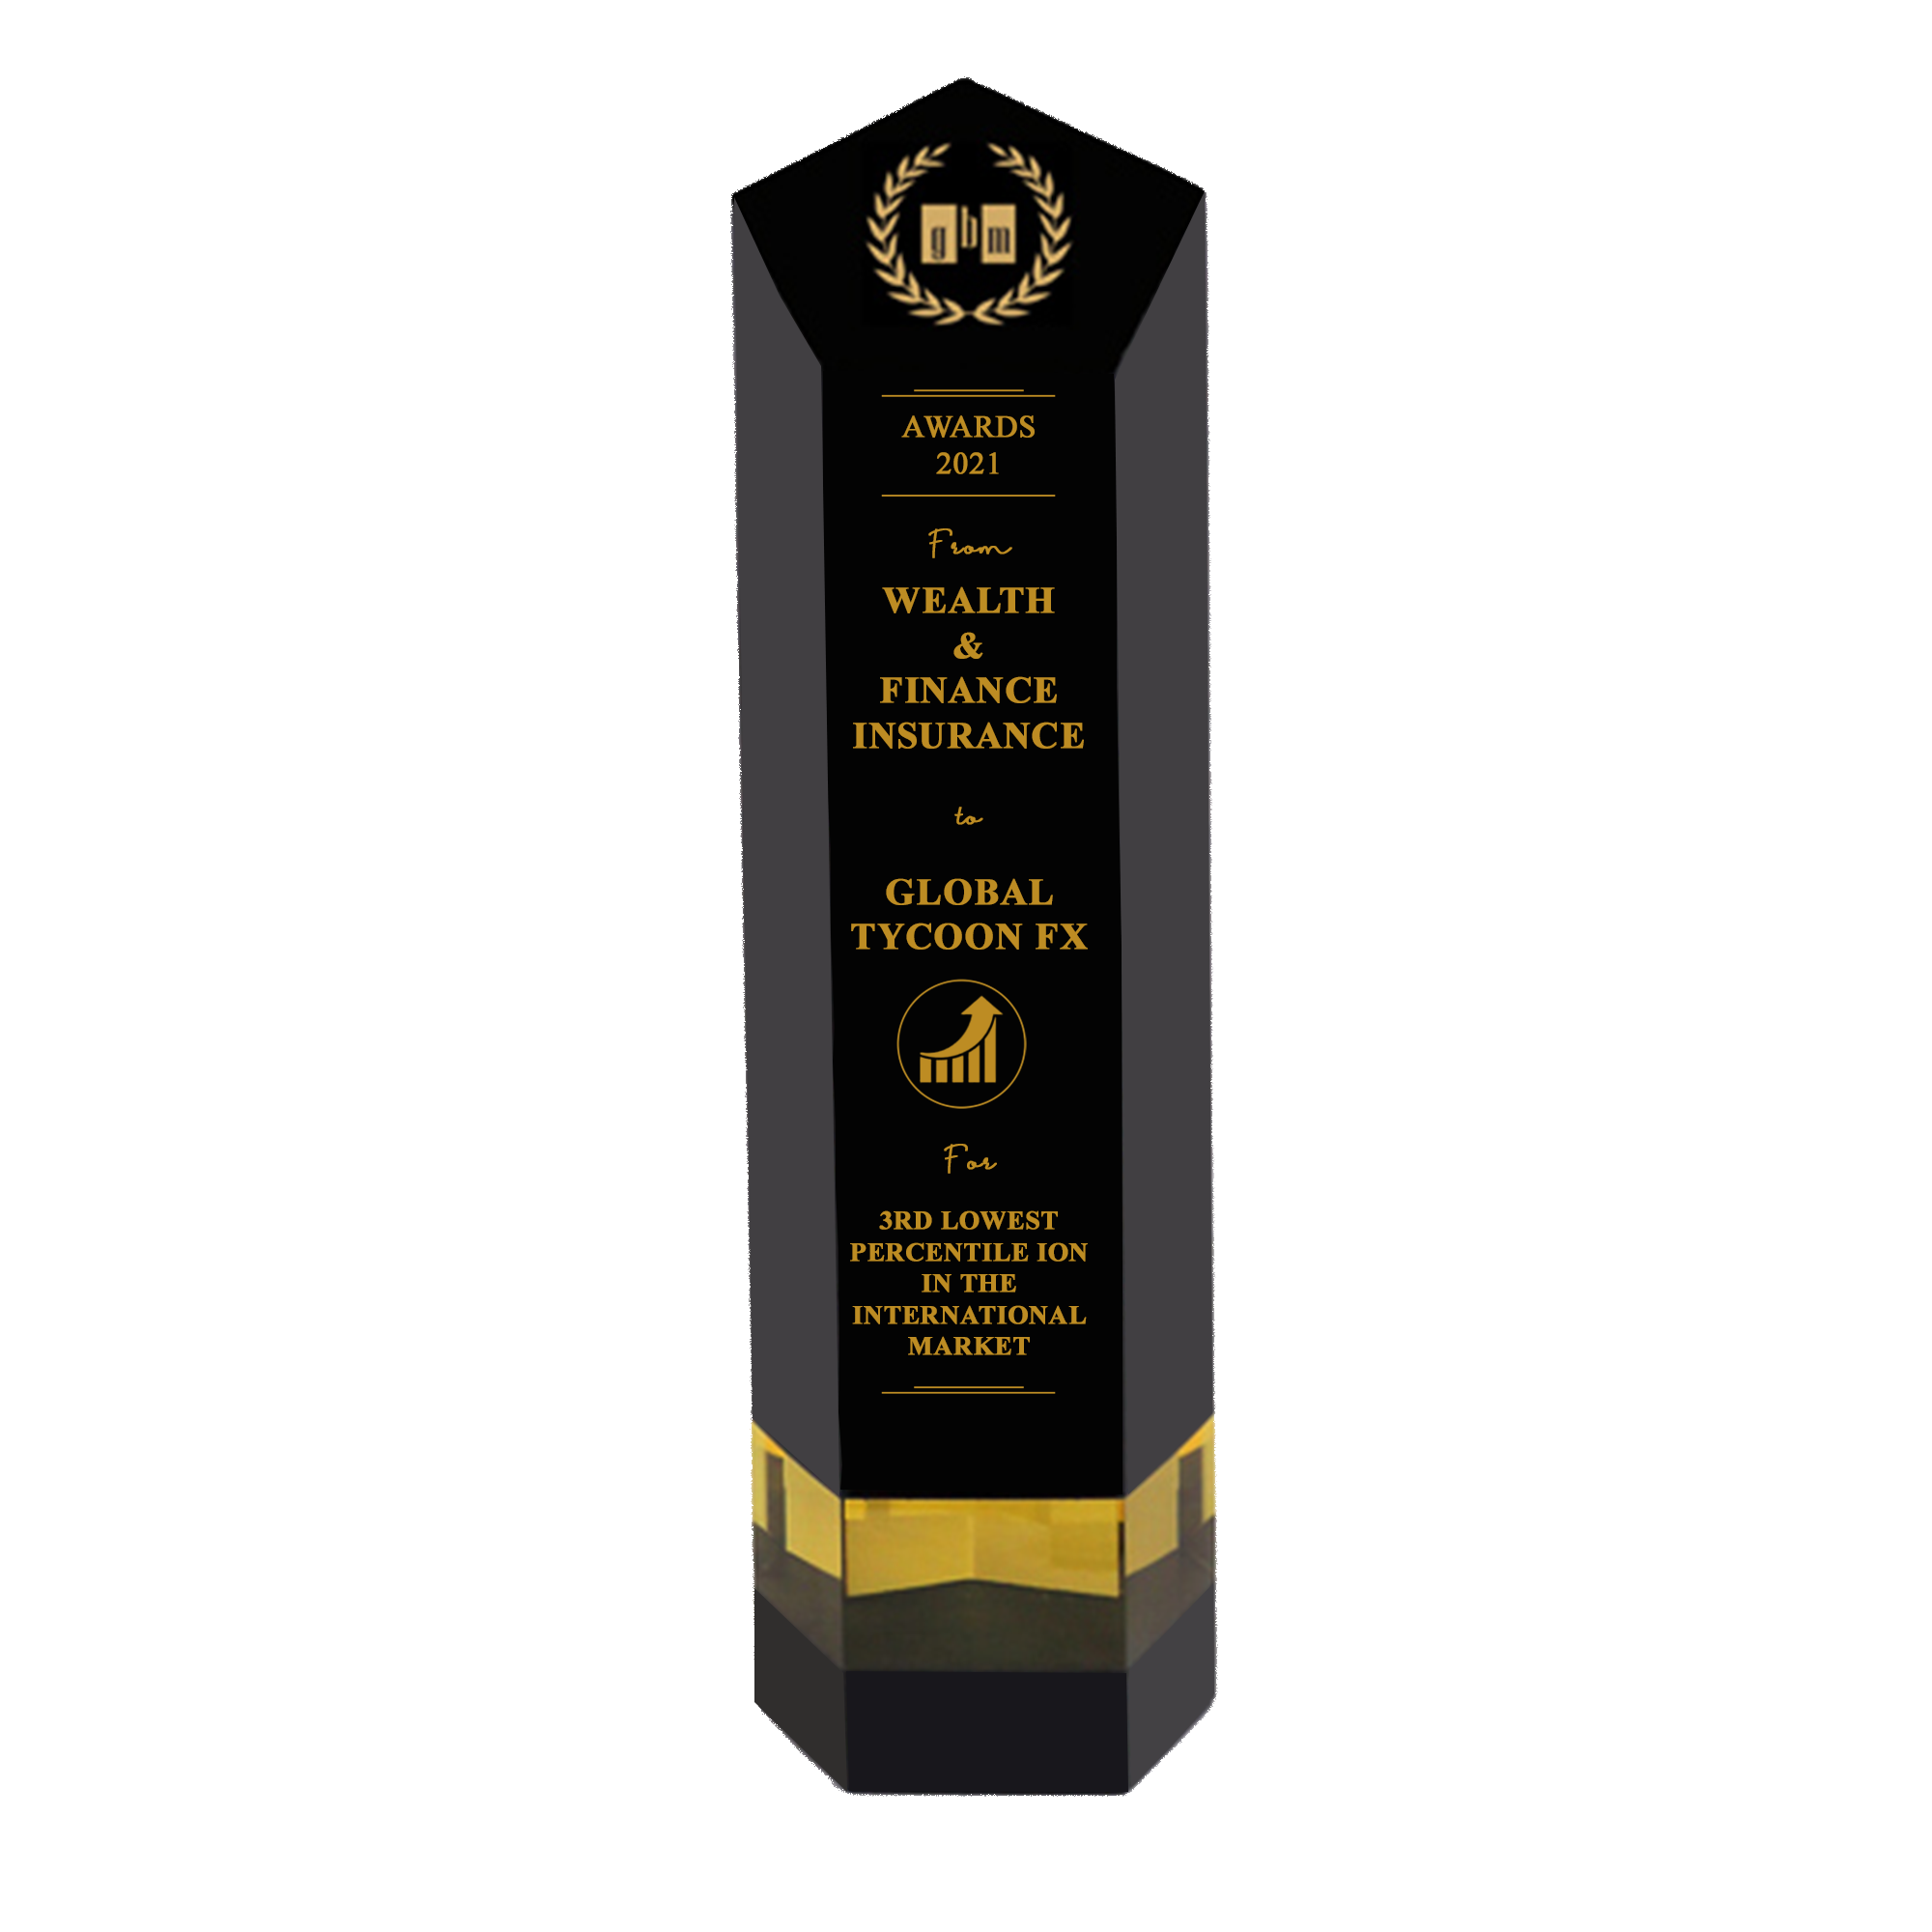 gbm
AWARDS
2021
From
WEALTH
&
FINANCE
INSURANCE
to
GLOBAL
TYCOON FX
For
3RD LOWEST
PERCENTILE ION
IN THE
INTERNATIONAL
MARKET